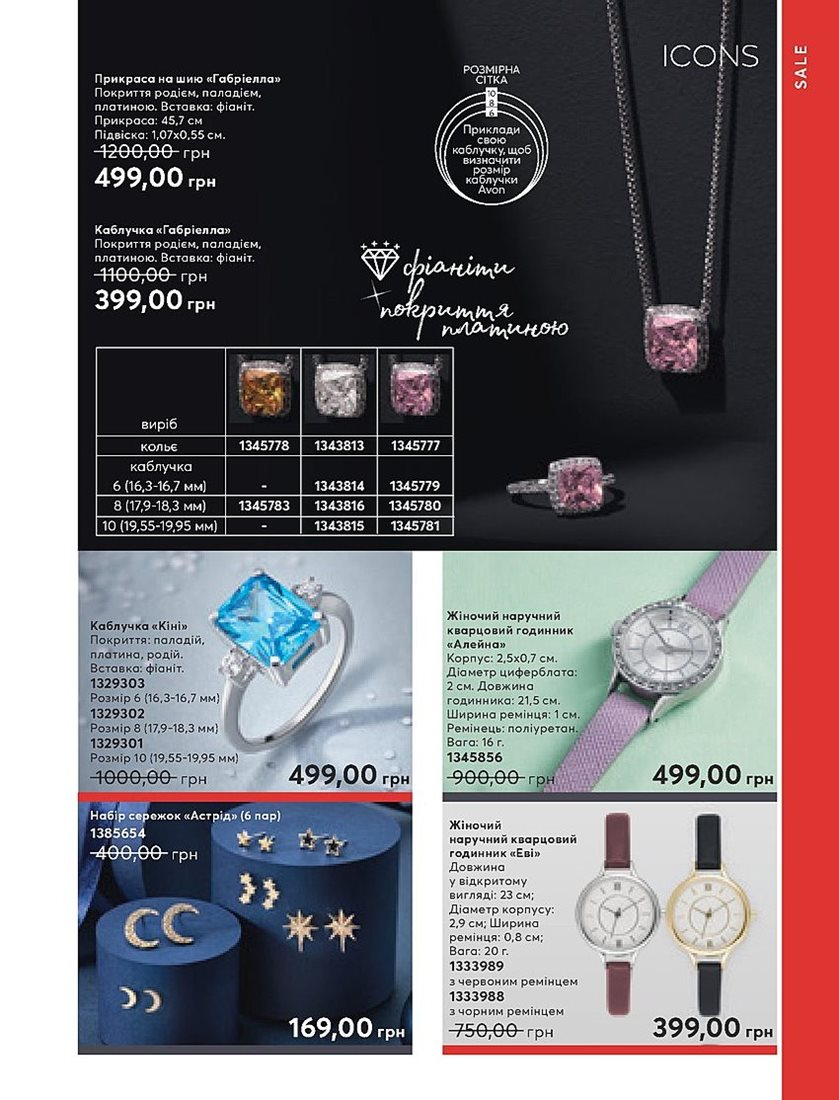 ICONS
SALE
Прикраса на шию «Габріелла»
Покриття родієм, паладієм,
платиною. Вставка: фіаніт.
Прикраса: 45,7 см
Підвіска: 1,07х0,55 см.
1200,00 грн
499,00 грн
РОЗМІРНА
СІТКА
10
8
6
Приклади
свою
каблучку, щоб
визначити
розмір
каблучки
Avon
Каблучка «Габріелла»
Покриття родієм, паладієм,
платиною. Вставка: фіаніт.
1100,00 грн
399,00 грн
фіаніти
покриття
платиною
виріб
кольє 1345778 1343813 1345777
каблучка
6 (16,3-16,7 мм) - 1343814 1345779
8 (17,9-18,3 мм) 1345783 1343816 1345780
10 (19,55-19,95 мм) - 1343815 1345781
Каблучка «Кіні»
Покриття: паладій,
платина, родій.
Вставка: фіаніт.
1329303
Розмір 6 (16,3-16,7 мм)
1329302
Розмір 8 (17,9-18,3 мм)
1329301
Розмір 10 (19,55-19,95 мм)
1000,00 грн
499,00 грн
Жіночий наручний
кварцовий годинник
«Алейна»
Корпус: 2,5х0,7 см.
Діаметр циферблата:
2 см. Довжина
годинника: 21,5 см.
Ширина ремінця: 1 см.
Ремінець: поліуретан.
Вага: 16 г.
1345856
900,00 грн
499,00 грн
Набір сережок «Астрід» (6 пар)
1385654
400,00 грн
169,00 грн
Жіночий
наручний кварцовий
годинник «Еві»
Довжина
у відкритому
вигляді: 23 см;
Діаметр корпусу:
2,9 см; Ширина
ремінця: 0,8 см;
Вага: 20 г.
1333989
з червоним ремінцем
1333988
з чорним ремінцем
750,00 грн
399,00 грн